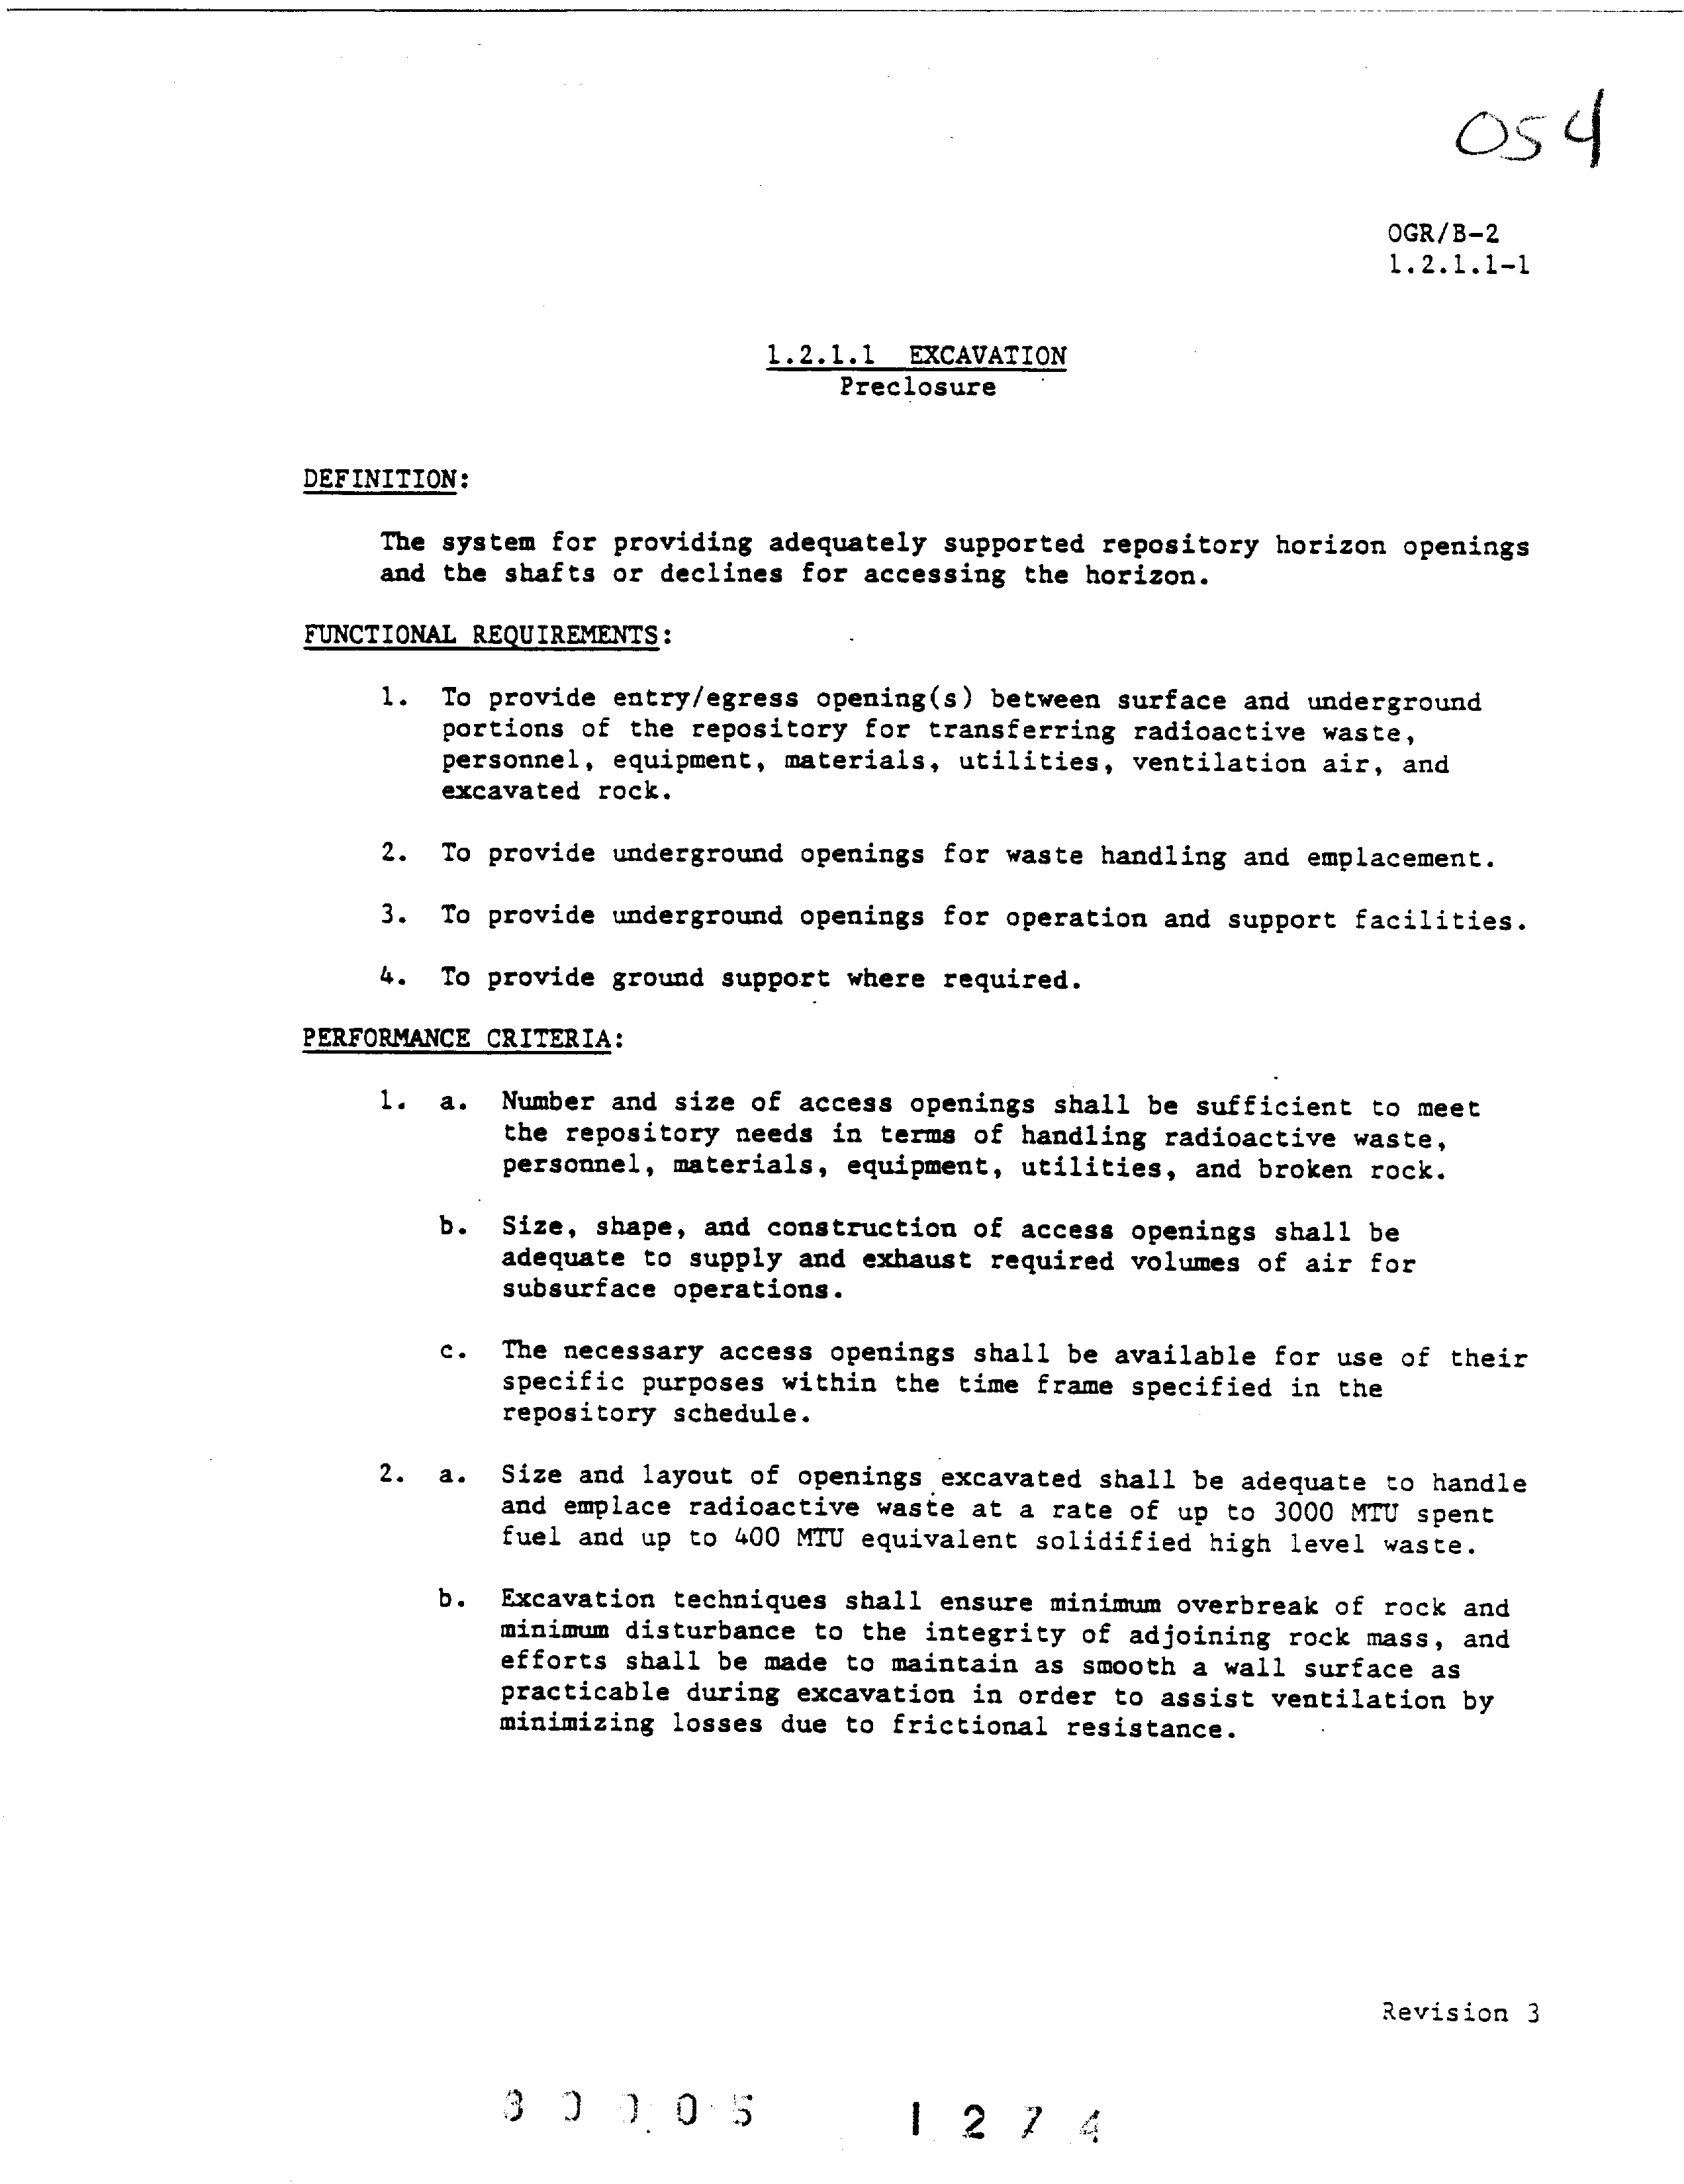 054
OGR/B-2
1.2.1.1-1
1.2.1.1 EXCAVATION
Preclosure
DEFINITION:
The system for providing adequately supported repository horizon openings
and the shafts or declines for accessing the horizon.
FUNCTIONAL REQUIREMENTS:
1. To provide entry/egress opening(s) between surface and underground
portions of the repository for transferring radioactive waste,
personnel, equipment, materials, utilities, ventilation air, and
excavated rock.
2. To provide underground openings for waste handling and emplacement.
3. To provide underground openings for operation and support facilities.
4. To provide ground support where required.
PERFORMANCE CRITERIA:
1. a. Number and size of access openings shall be sufficient to meet
the repository needs in terms of handling radioactive waste,
personnel, materials, equipment, utilities, and broken rock.
b. Size, shape, and construction of access openings shall be
adequate to supply and exhaust required volumes of air for
subsurface operations.
c. The necessary access openings shall be available for use of their
specific purposes within the time frame specified in the
repository schedule.
2. a. Size and layout of openings excavated shall be adequate to handle
and emplace radioactive waste at a rate of up to 3000 MTU spent
fuel and up to 400 MTU equivalent solidified high level waste.
b. Excavation techniques shall ensure minimum overbreak of rock and
minimum disturbance to the integrity of adjoining rock mass, and
efforts shall be made to maintain as smooth a wall surface as
practicable during excavation in order to assist ventilation by
minimizing losses due to frictional resistance.
Revision 3
1274